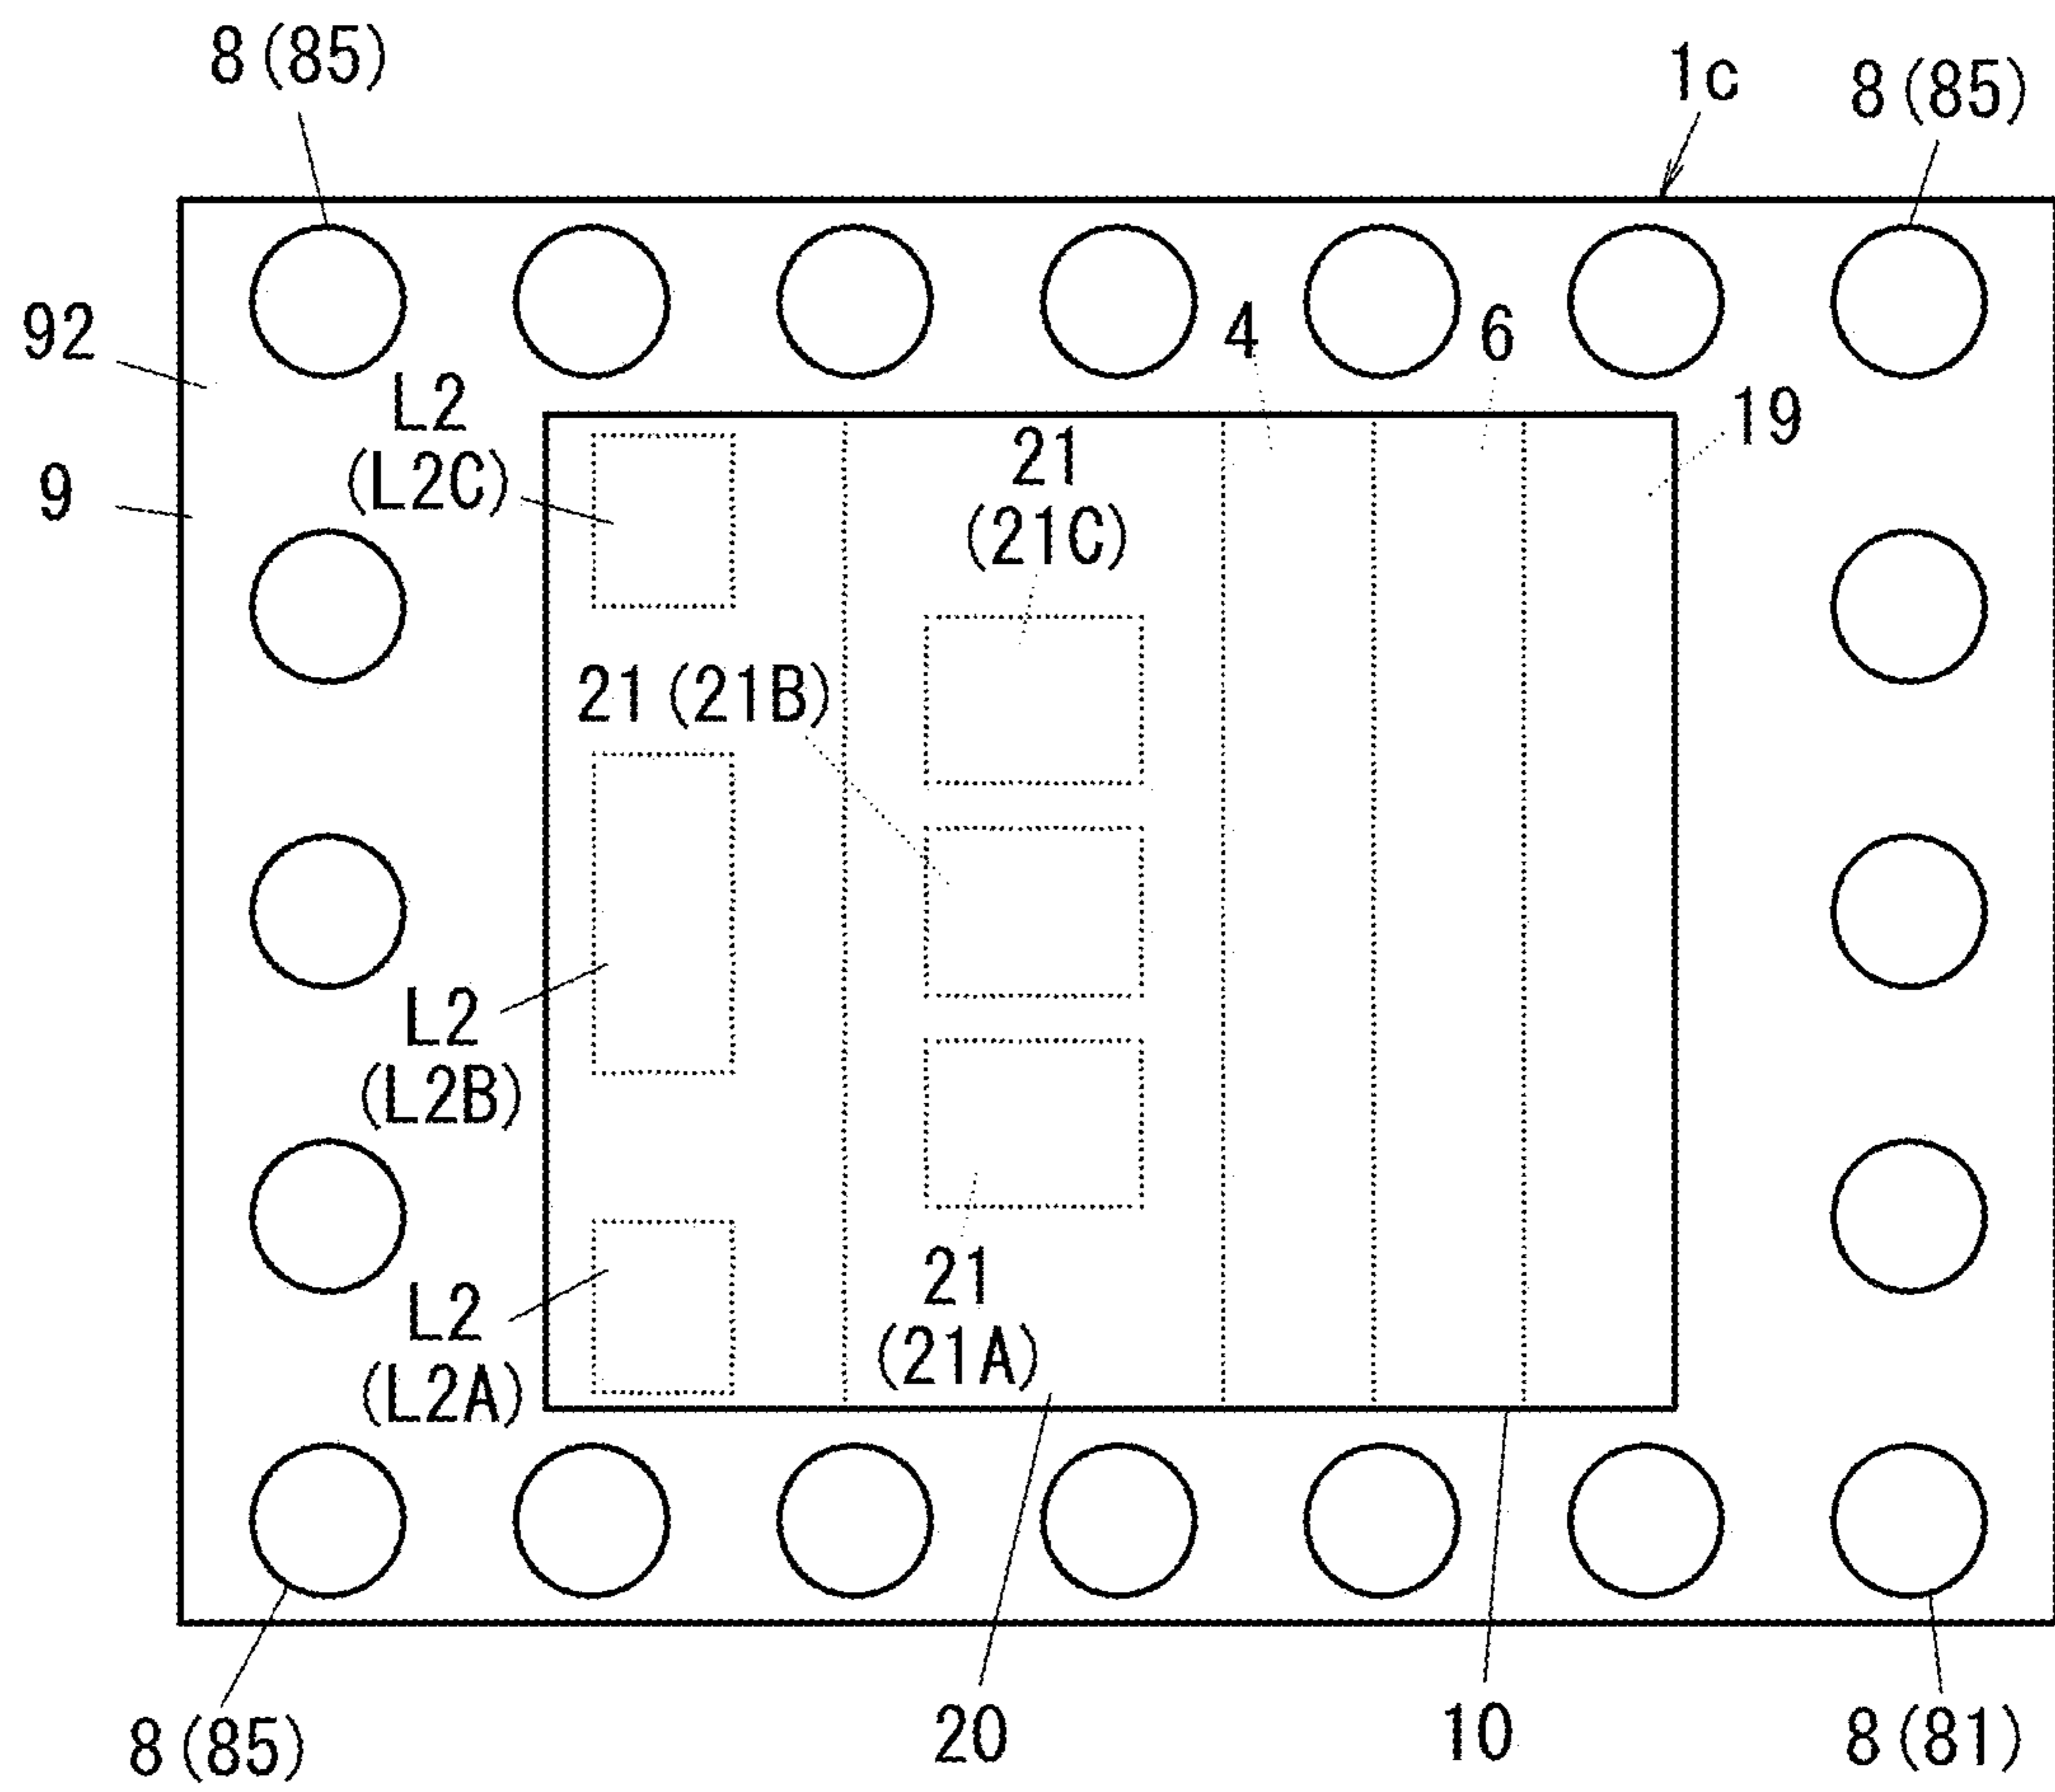 8(85)
1c
8(85)
92
L2
(L2C)
4
6
19
9
21
(21C)
21(21B)
L2
(L2B)
L2
(L2A)
21
(21A)
8(85)
20
10
8(81)